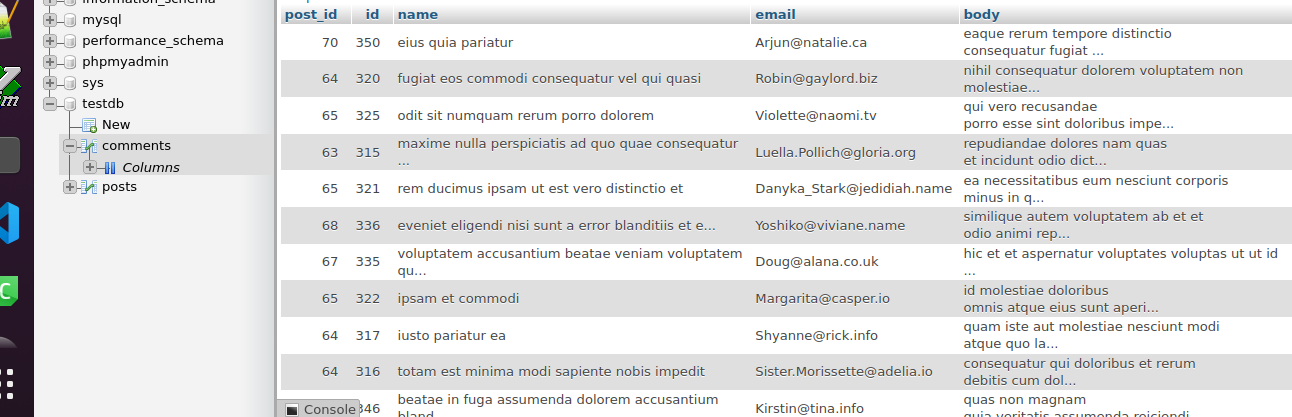 information_schema
mysql
performance_schema
phpmyadmin
sys
testdb
New
comments
Columns
posts
post_id id name email body
70 350 eius quia pariatur Arjun@natalie.ca eaque rerum tempore distinctio
consequatur fugiat ...
64 320 fugiat eos commodi consequatur vel qui quasi Robin@gaylord.biz nihil consequatur dolorem voluptatem non
molestiae...
65 325 odit sit numquam rerum porro dolorem Violette@naomi.tv qui vero recusandae
porro esse sint doloribus impe...
63 315 maxime nulla perspiciatis ad quo quae consequatur
... Luella.Pollich@gloria.org repudiandae dolores nam quas
et incidunt odio dict...
65 321 rem ducimus ipsam ut est vero distinctio et Danyka_Stark@jedidiah.name ea necessitatibus eum nesciunt corporis
minus in q...
68 336 eveniet eligendi nisi sunt a error blanditiis et e... Yoshiko@viviane.name similique autem voluptatem ab et et
odio animi rep...
67 335 voluptatem accusantium beatae veniam voluptatem
qu... Doug@alana.co.uk hic et et aspernatur voluptates voluptas ut ut id
...
65 322 ipsam et commodi Margarita@casper.io id molestiae doloribus
omnis atque eius sunt aperi...
64 317 iusto pariatur ea Shyanne@rick.info quam iste aut molestiae nesciunt modi
atque quo la...
64 316 totam est minima modi sapiente nobis impedit Sister.Morissette@adelia.io consequatur qui doloribus et rerum
debitis cum dol...
346 beatae in fuga assumenda dolorem accusantium
bland... Kirstin@tina.info quas non magnam
quia veritatis assumenda reiciendi
Console